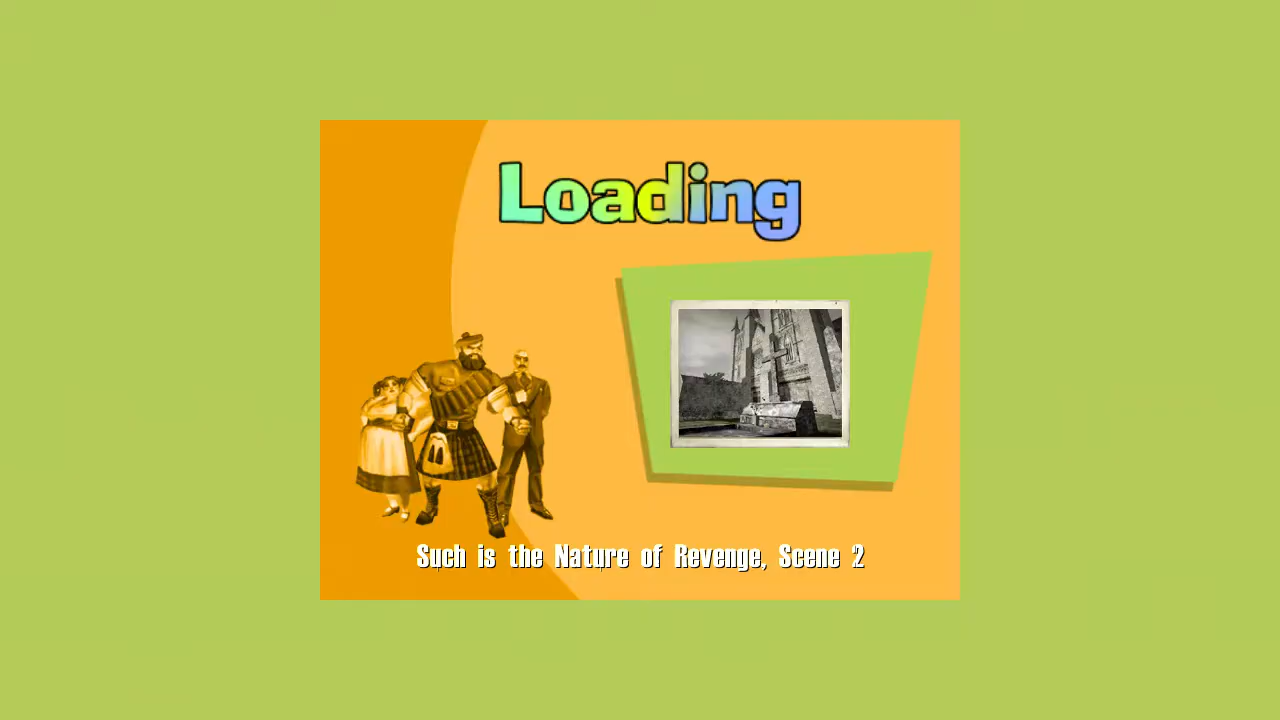 Loading
Such is the Nature of Revenge, Scene 2